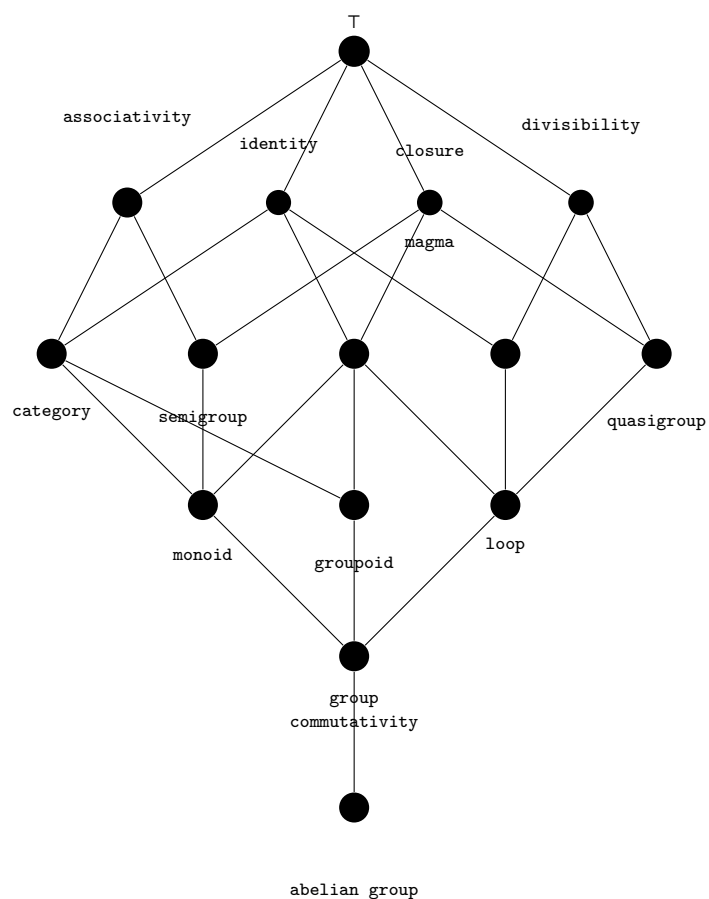 ⊤
associativity
divisibility
identity
closure
magma
category
semigroup
quasigroup
monoid
groupoid
loop
group
commutativity
abelian group